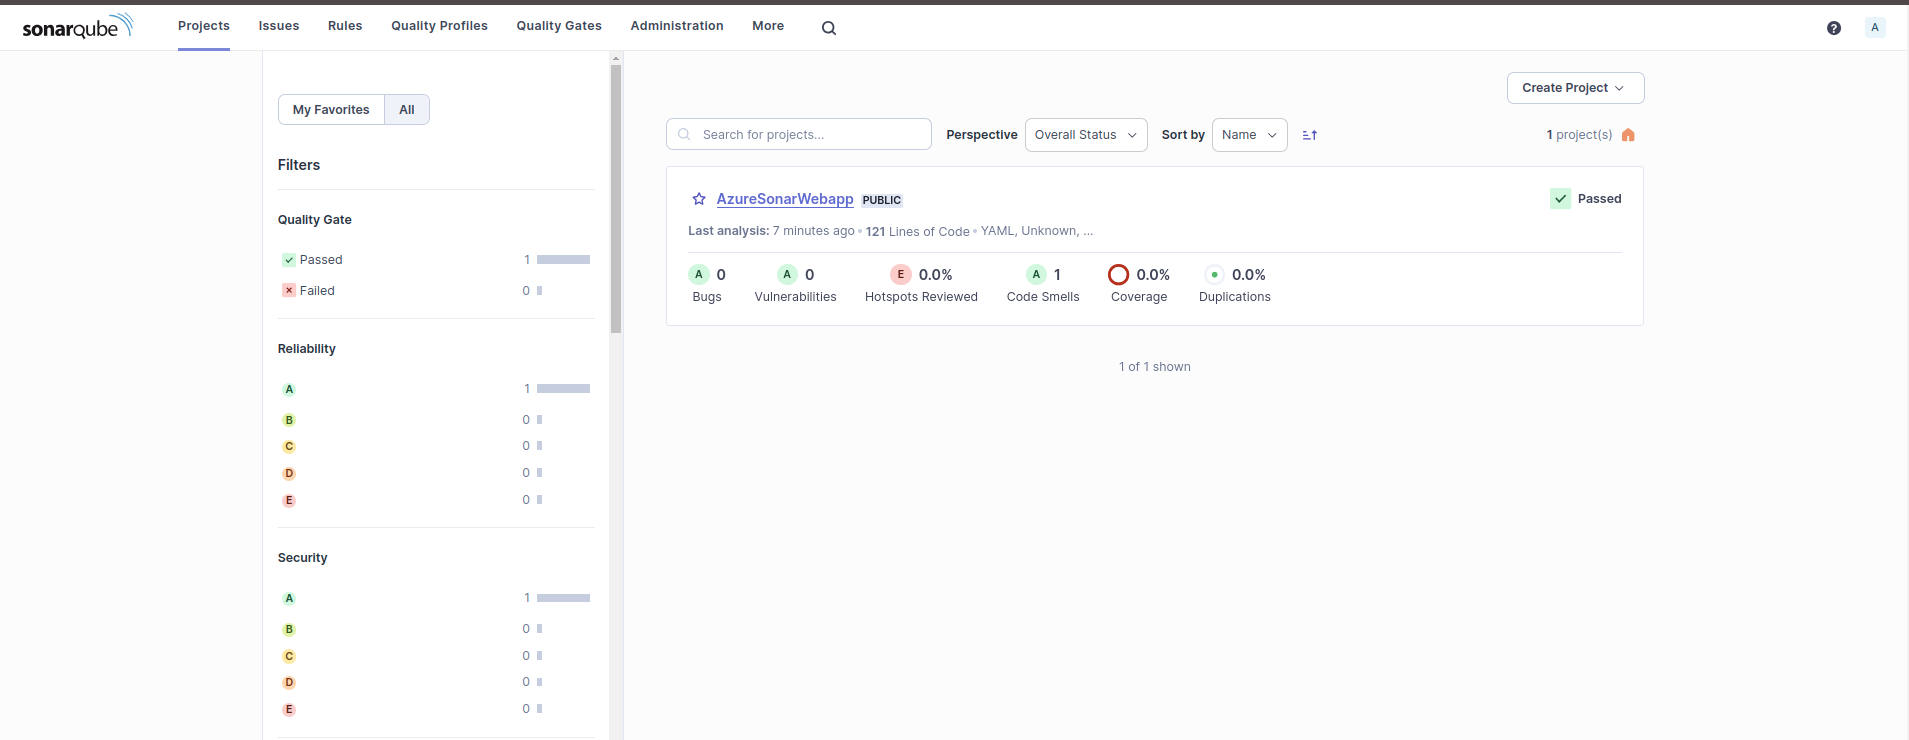 sonarqube Projects Issues Rules Quality Profiles Quality Gates Administration More ? A
My Favorites All
Filters
Quality Gate
Passed 1
Failed 0
Reliability
A 1
B 0
C 0
D 0
E 0
Security
A 1
B 0
C 0
D 0
E 0
Create Project
Search for projects... Perspective Overall Status Sort by Name 1 project(s)
AzureSonarWebapp PUBLIC Passed
Last analysis: 7 minutes ago • 121 Lines of Code • YAML, Unknown, ...
A 0 A 0 E 0.0% A 1 0.0% 0.0%
Bugs Vulnerabilities Hotspots Reviewed Code Smells Coverage Duplications
1 of 1 shown